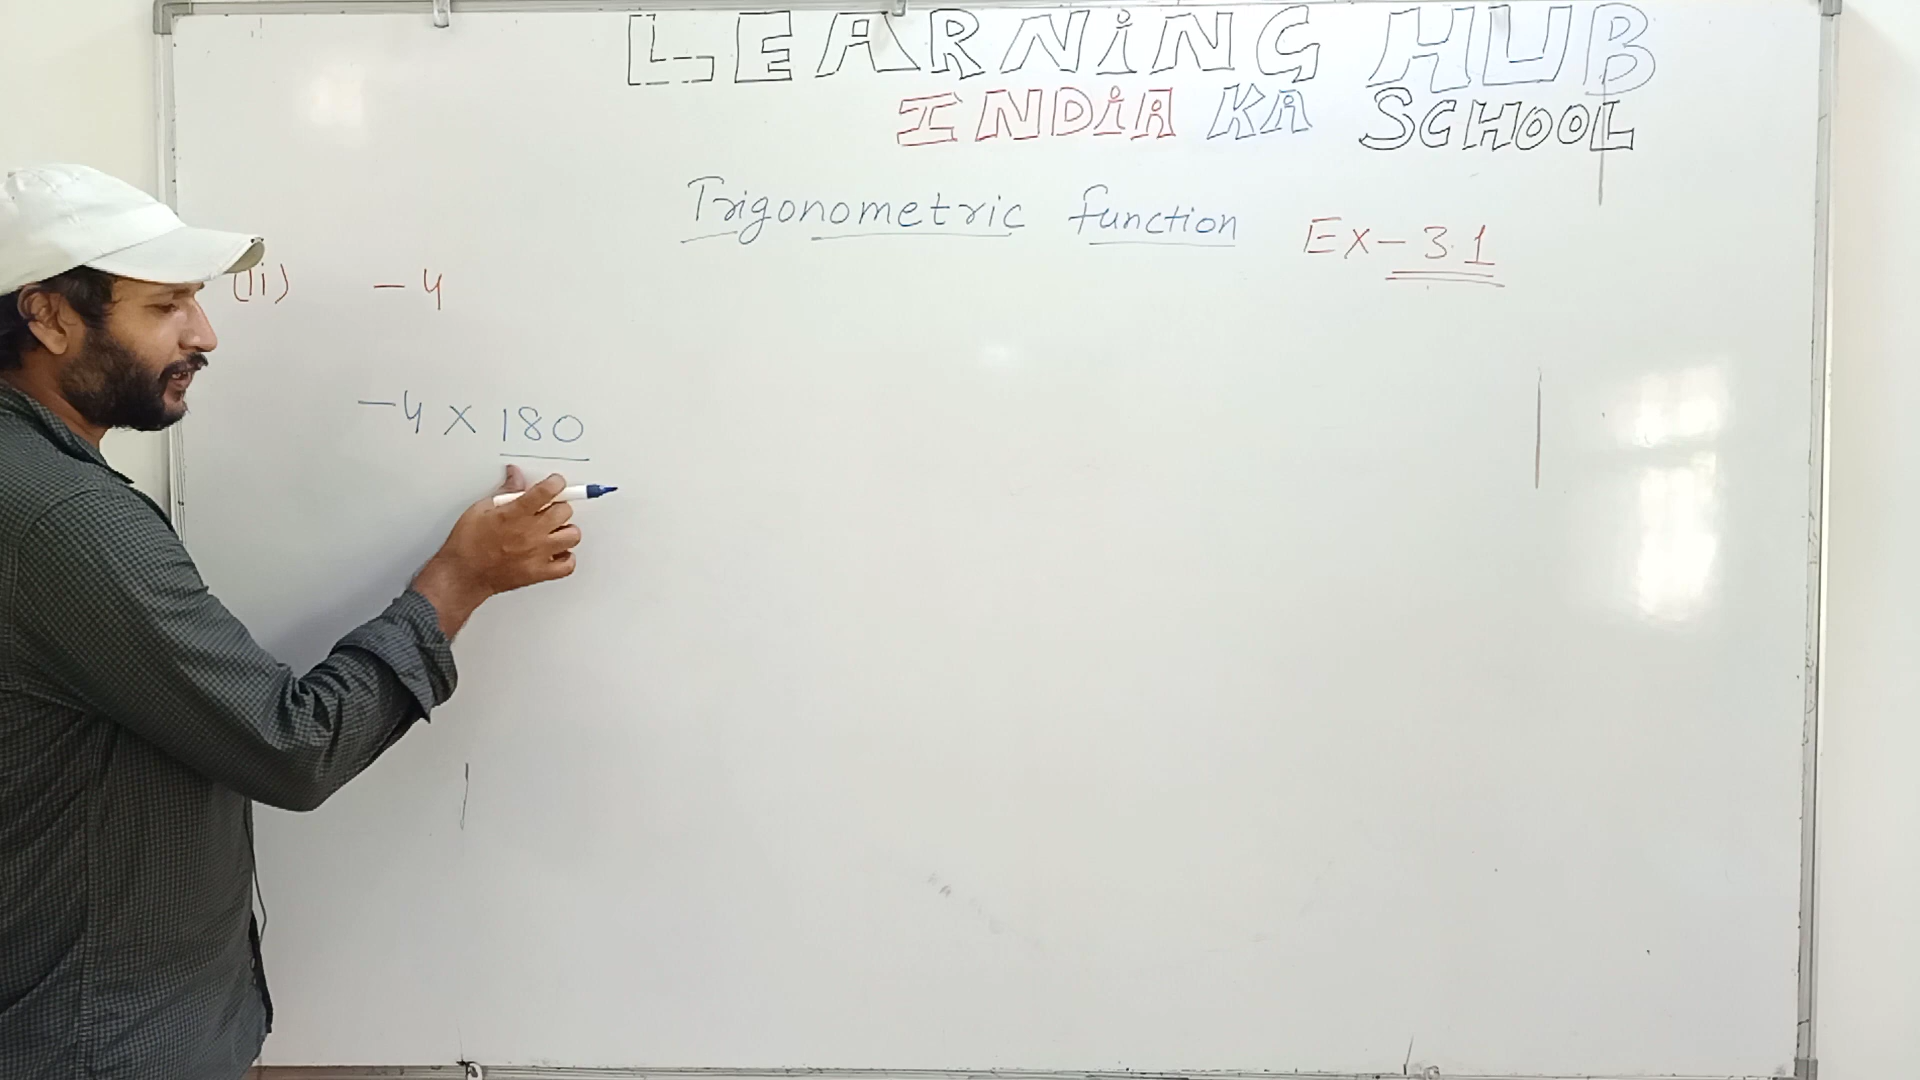 LEARNiNG HUB
INDiA KA SCHOOL
Trigonometric function Ex-3.1
(ii) -4
-4 × 180